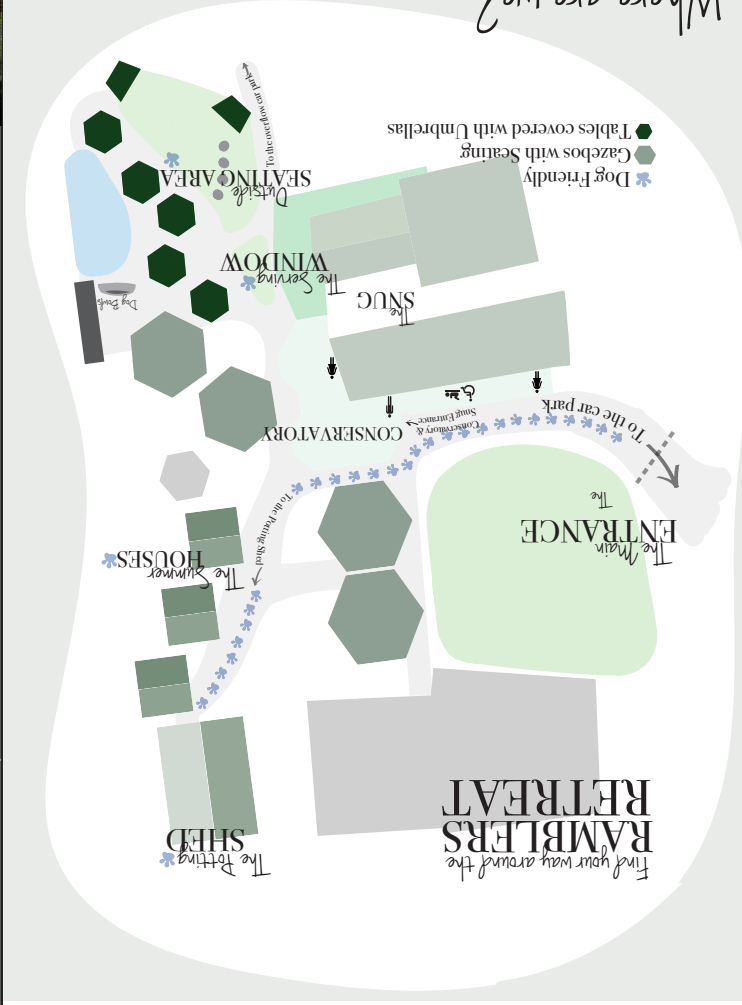 Find your way around the
RAMBLERS
RETREAT
The Potting
SHED
The Main
ENTRANCE
The
The Summer
HOUSES
To the Potting Shed
To the car park
CONSERVATORY
Conservatory &
Snug Entrance
The
SNUG
Dog Bowls
The Serving
WINDOW
Outside
SEATING AREA
To the overflow car park
Dog Friendly
Gazebos with Seating
Tables covered with Umbrellas
Where are we?